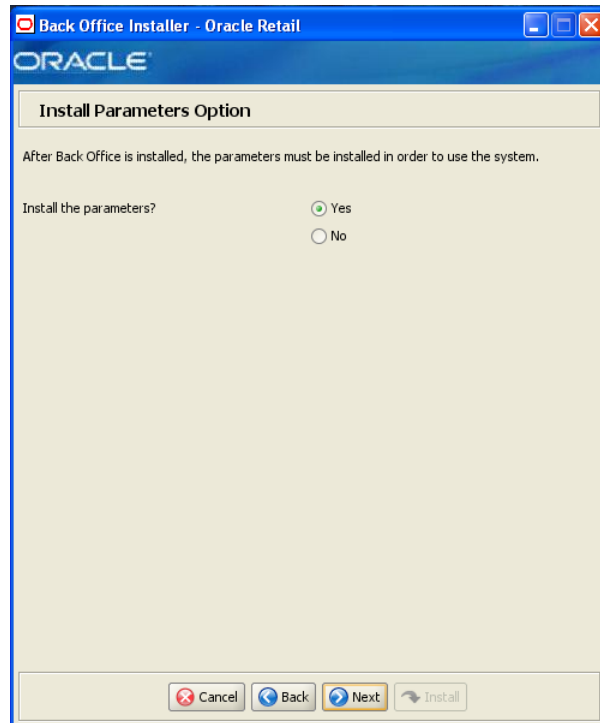 Back Office Installer - Oracle Retail
ORACLE
Install Parameters Option
After Back Office is installed, the parameters must be installed in order to use the system.
Install the parameters?
Yes
No
Cancel
Back
Next
Install